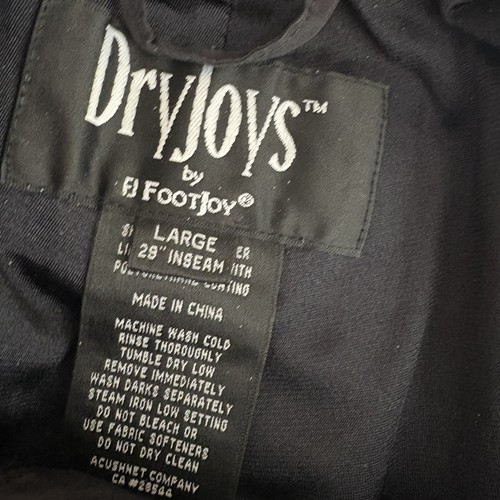 DryJoys™
by
FJ FOOTJOY®
LARGE
29" INSEAM
MADE IN CHINA
MACHINE WASH COLD
RINSE THOROUGHLY
TUMBLE DRY LOW
REMOVE IMMEDIATELY
WASH DARKS SEPARATELY
STEAM IRON LOW SETTING
DO NOT BLEACH OR
USE FABRIC SOFTENERS
DO NOT DRY CLEAN
ACUSHNET COMPANY
CA #26544